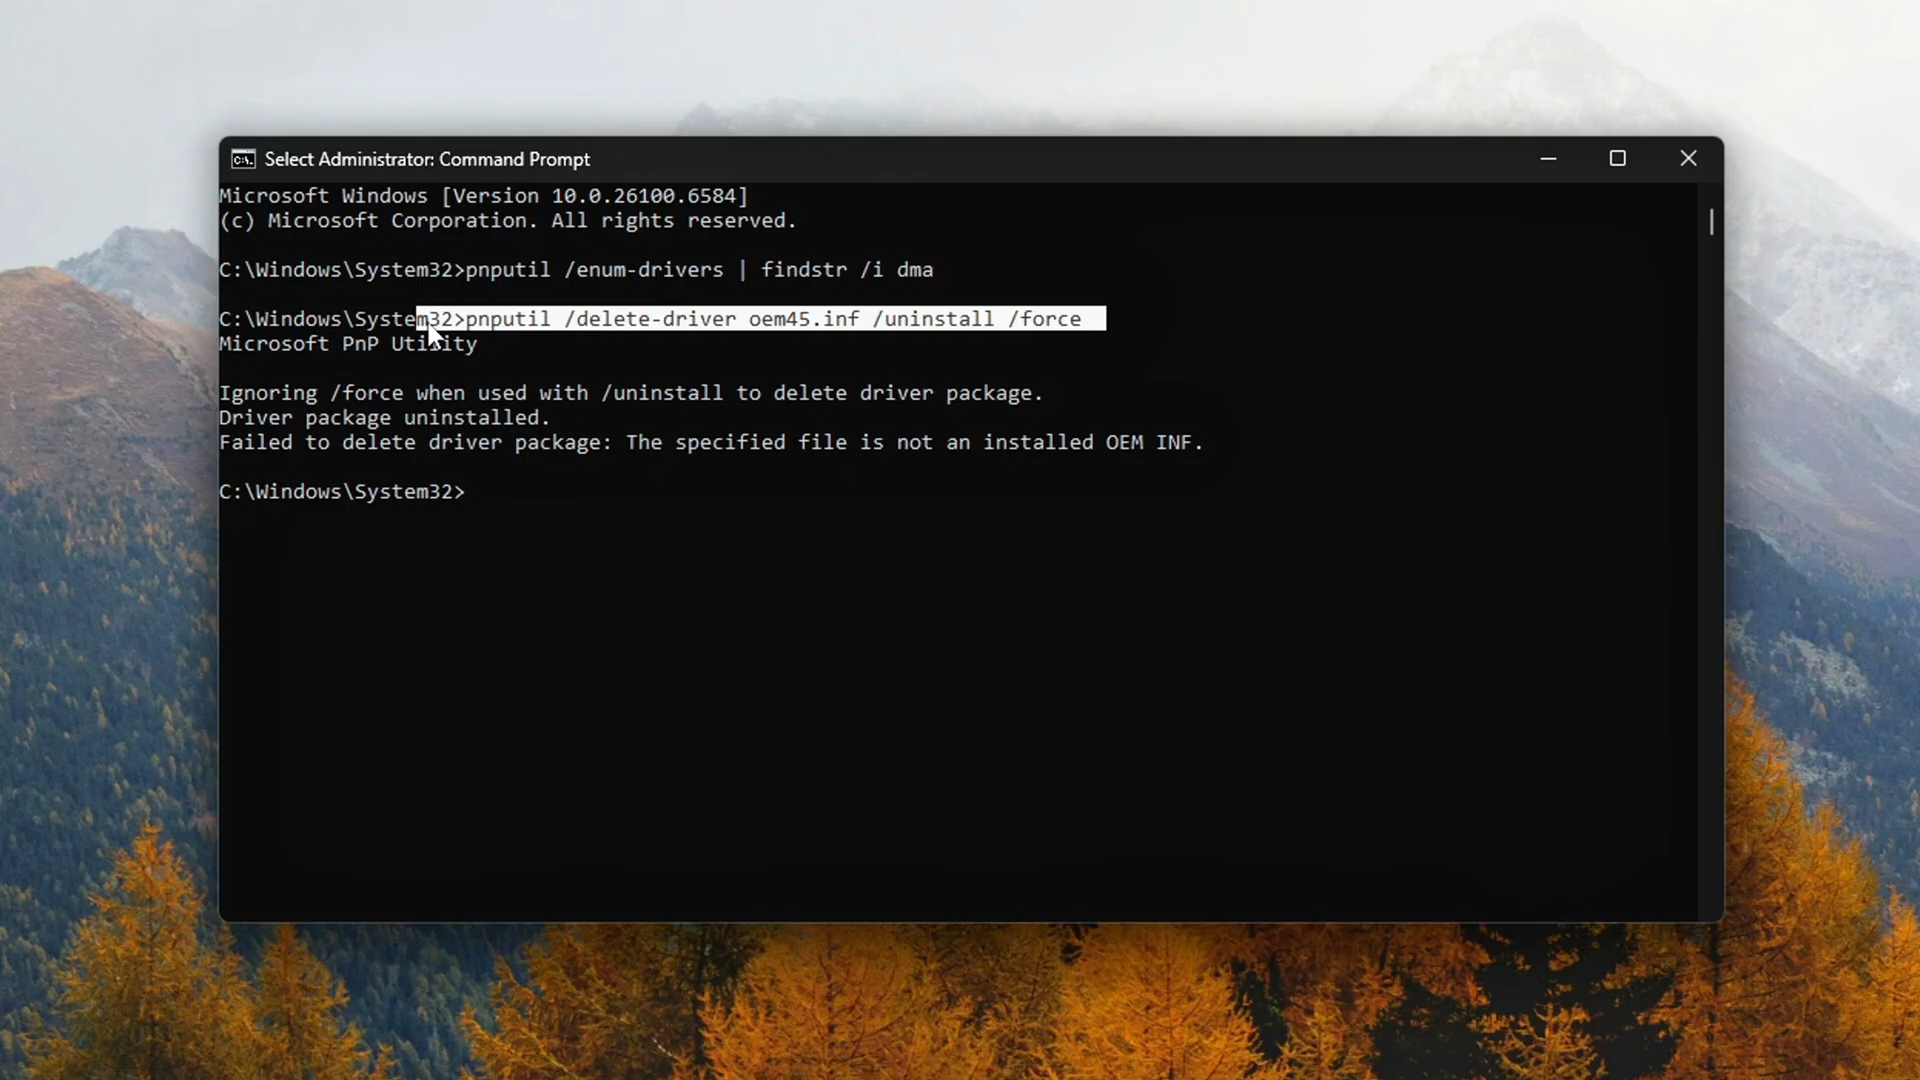 Select Administrator: Command Prompt
Microsoft Windows [Version 10.0.26100.6584]
(c) Microsoft Corporation. All rights reserved.
C:\Windows\System32>pnputil /enum-drivers | findstr /i dma
C:\Windows\System32>pnputil /delete-driver oem45.inf /uninstall /force
Microsoft PnP Utility
Ignoring /force when used with /uninstall to delete driver package.
Driver package uninstalled.
Failed to delete driver package: The specified file is not an installed OEM INF.
C:\Windows\System32>